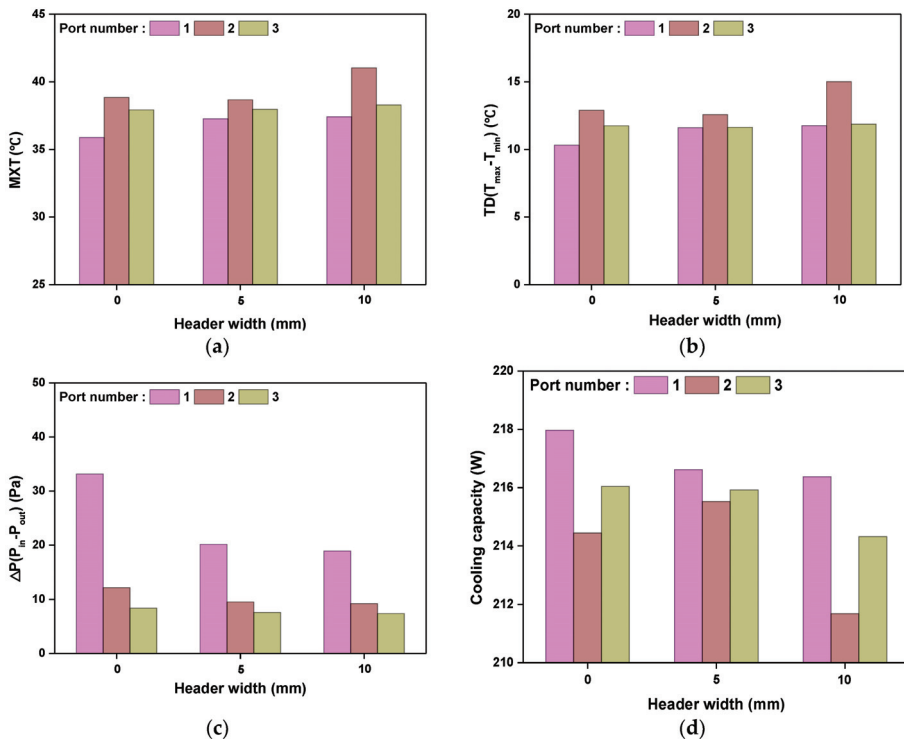 Port number : 1 2 3
45
40
35
30
25
MXT (°C)
0 5 10
Header width (mm)
(a)
Port number : 1 2 3
20
15
10
5
0
TD(Tmax-Tmin) (°C)
0 5 10
Header width (mm)
(b)
Port number : 1 2 3
50
40
30
20
10
0
ΔP(Pin-Pout) (Pa)
0 5 10
Header width (mm)
(c)
Port number : 1 2 3
220
218
216
214
212
210
Cooling capacity (W)
0 5 10
Header width (mm)
(d)